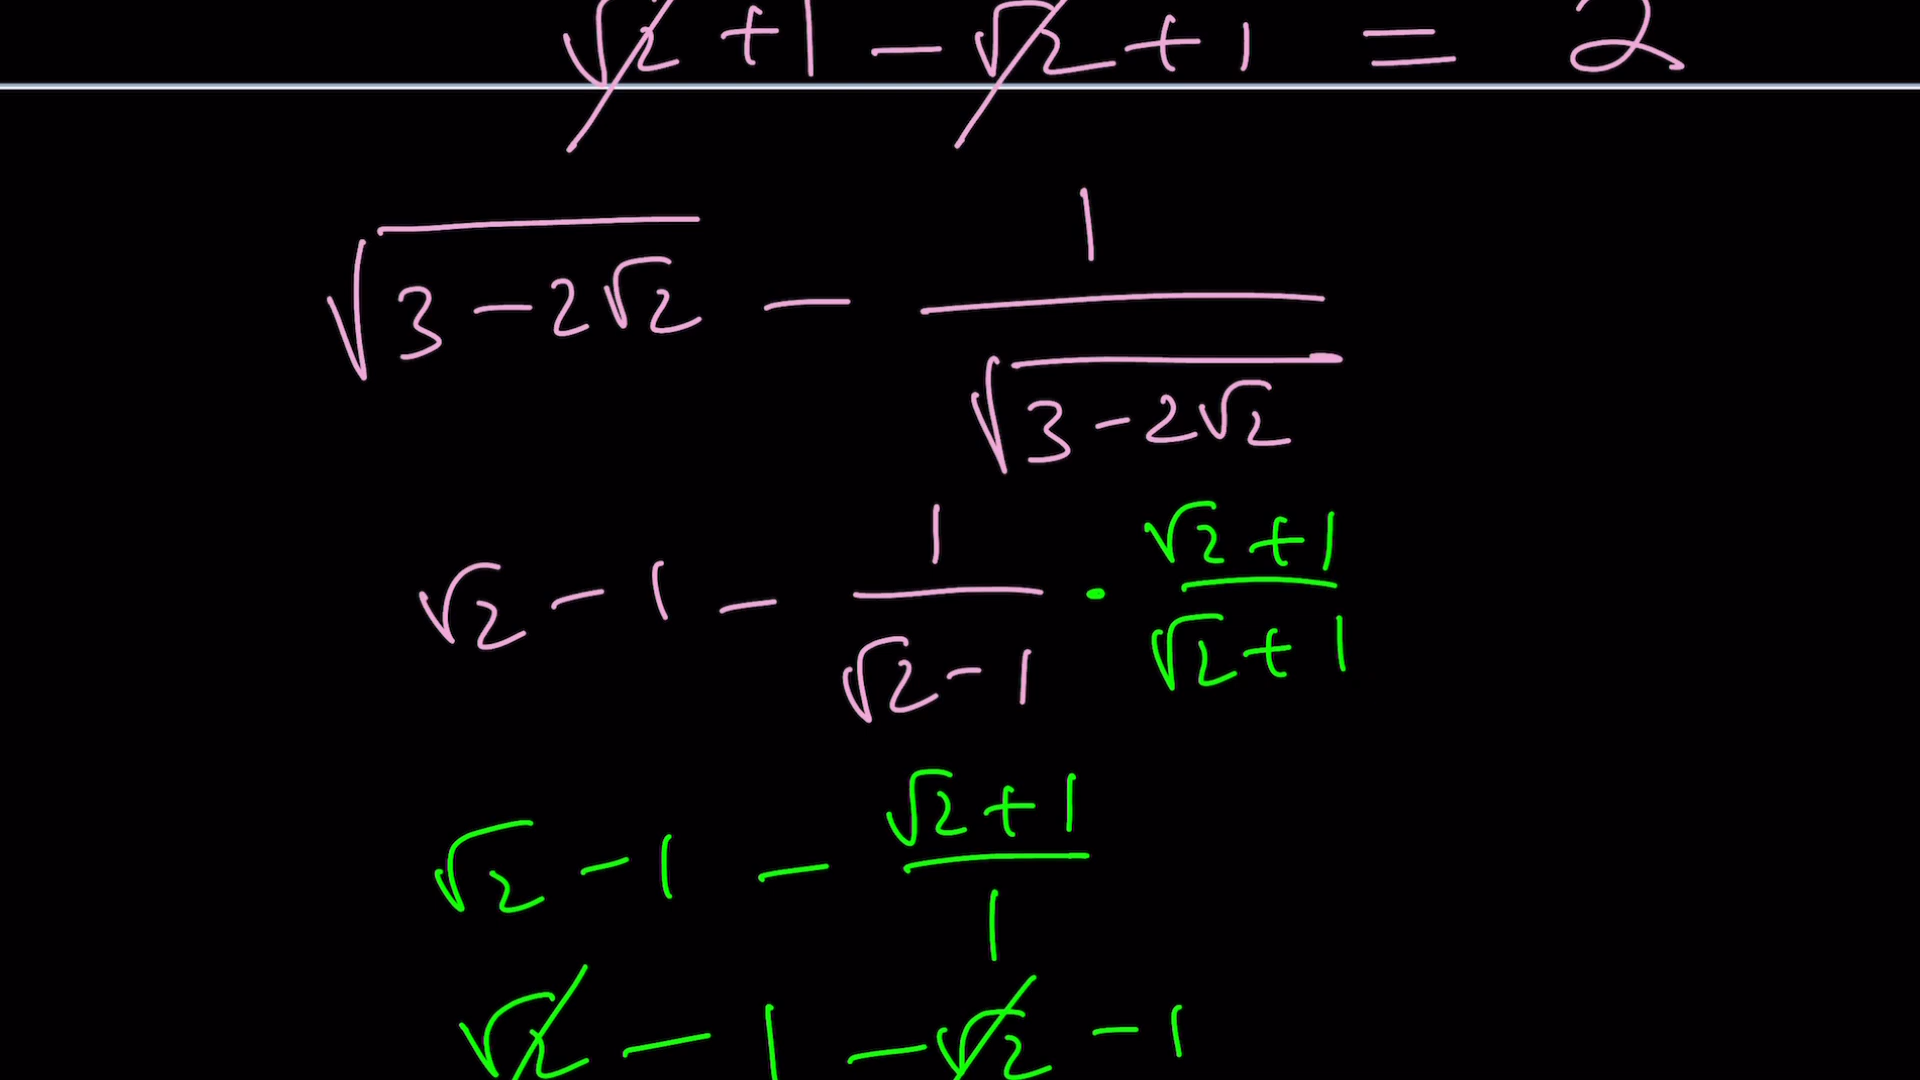 √2 + 1 − √2 + 1 = 2
√(3 − 2√2) − 1/√(3 − 2√2)
√2 − 1 − 1/(√2 − 1) · (√2 + 1)/(√2 + 1)
√2 − 1 − (√2 + 1)/1
√2 − 1 − √2 − 1